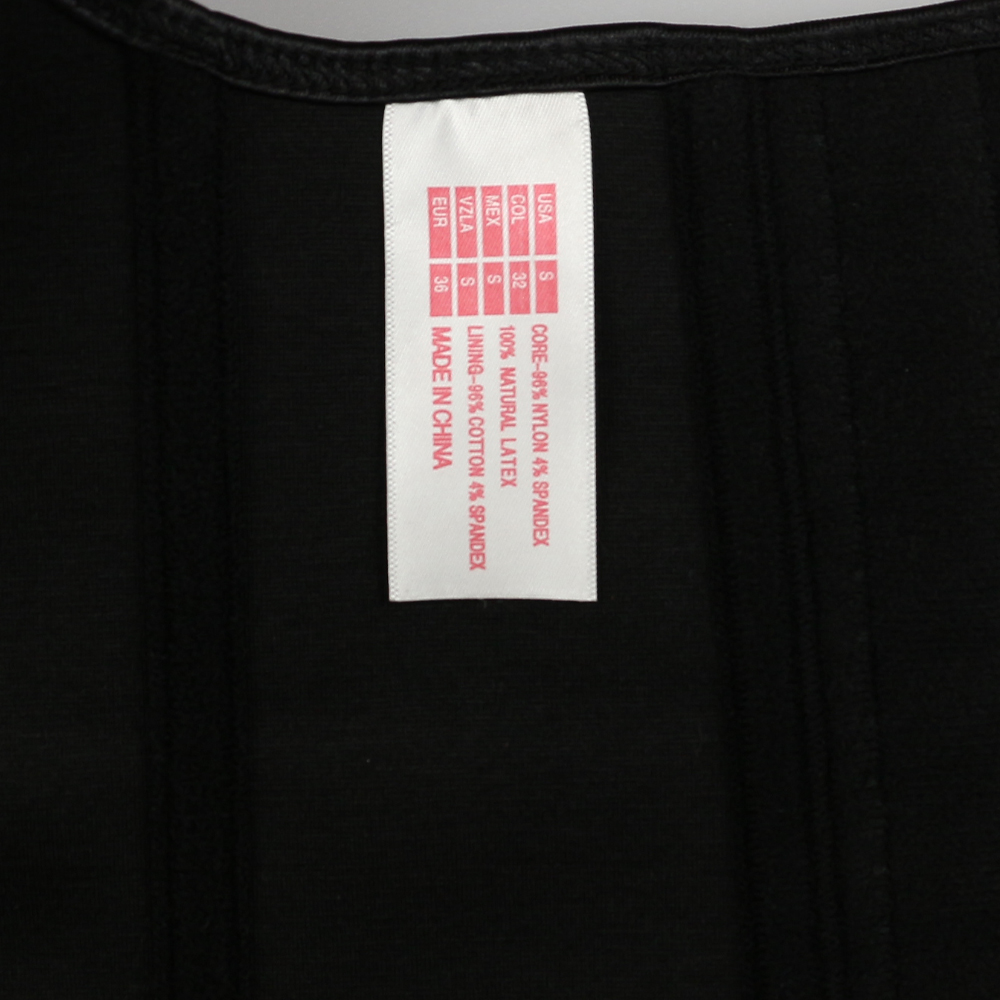 USA S
COL 32
MEX S
VZLA S
EUR 36
CORE-96% NYLON 4% SPANDEX
100% NATURAL LATEX
LINING-96% COTTON 4% SPANDEX
MADE IN CHINA